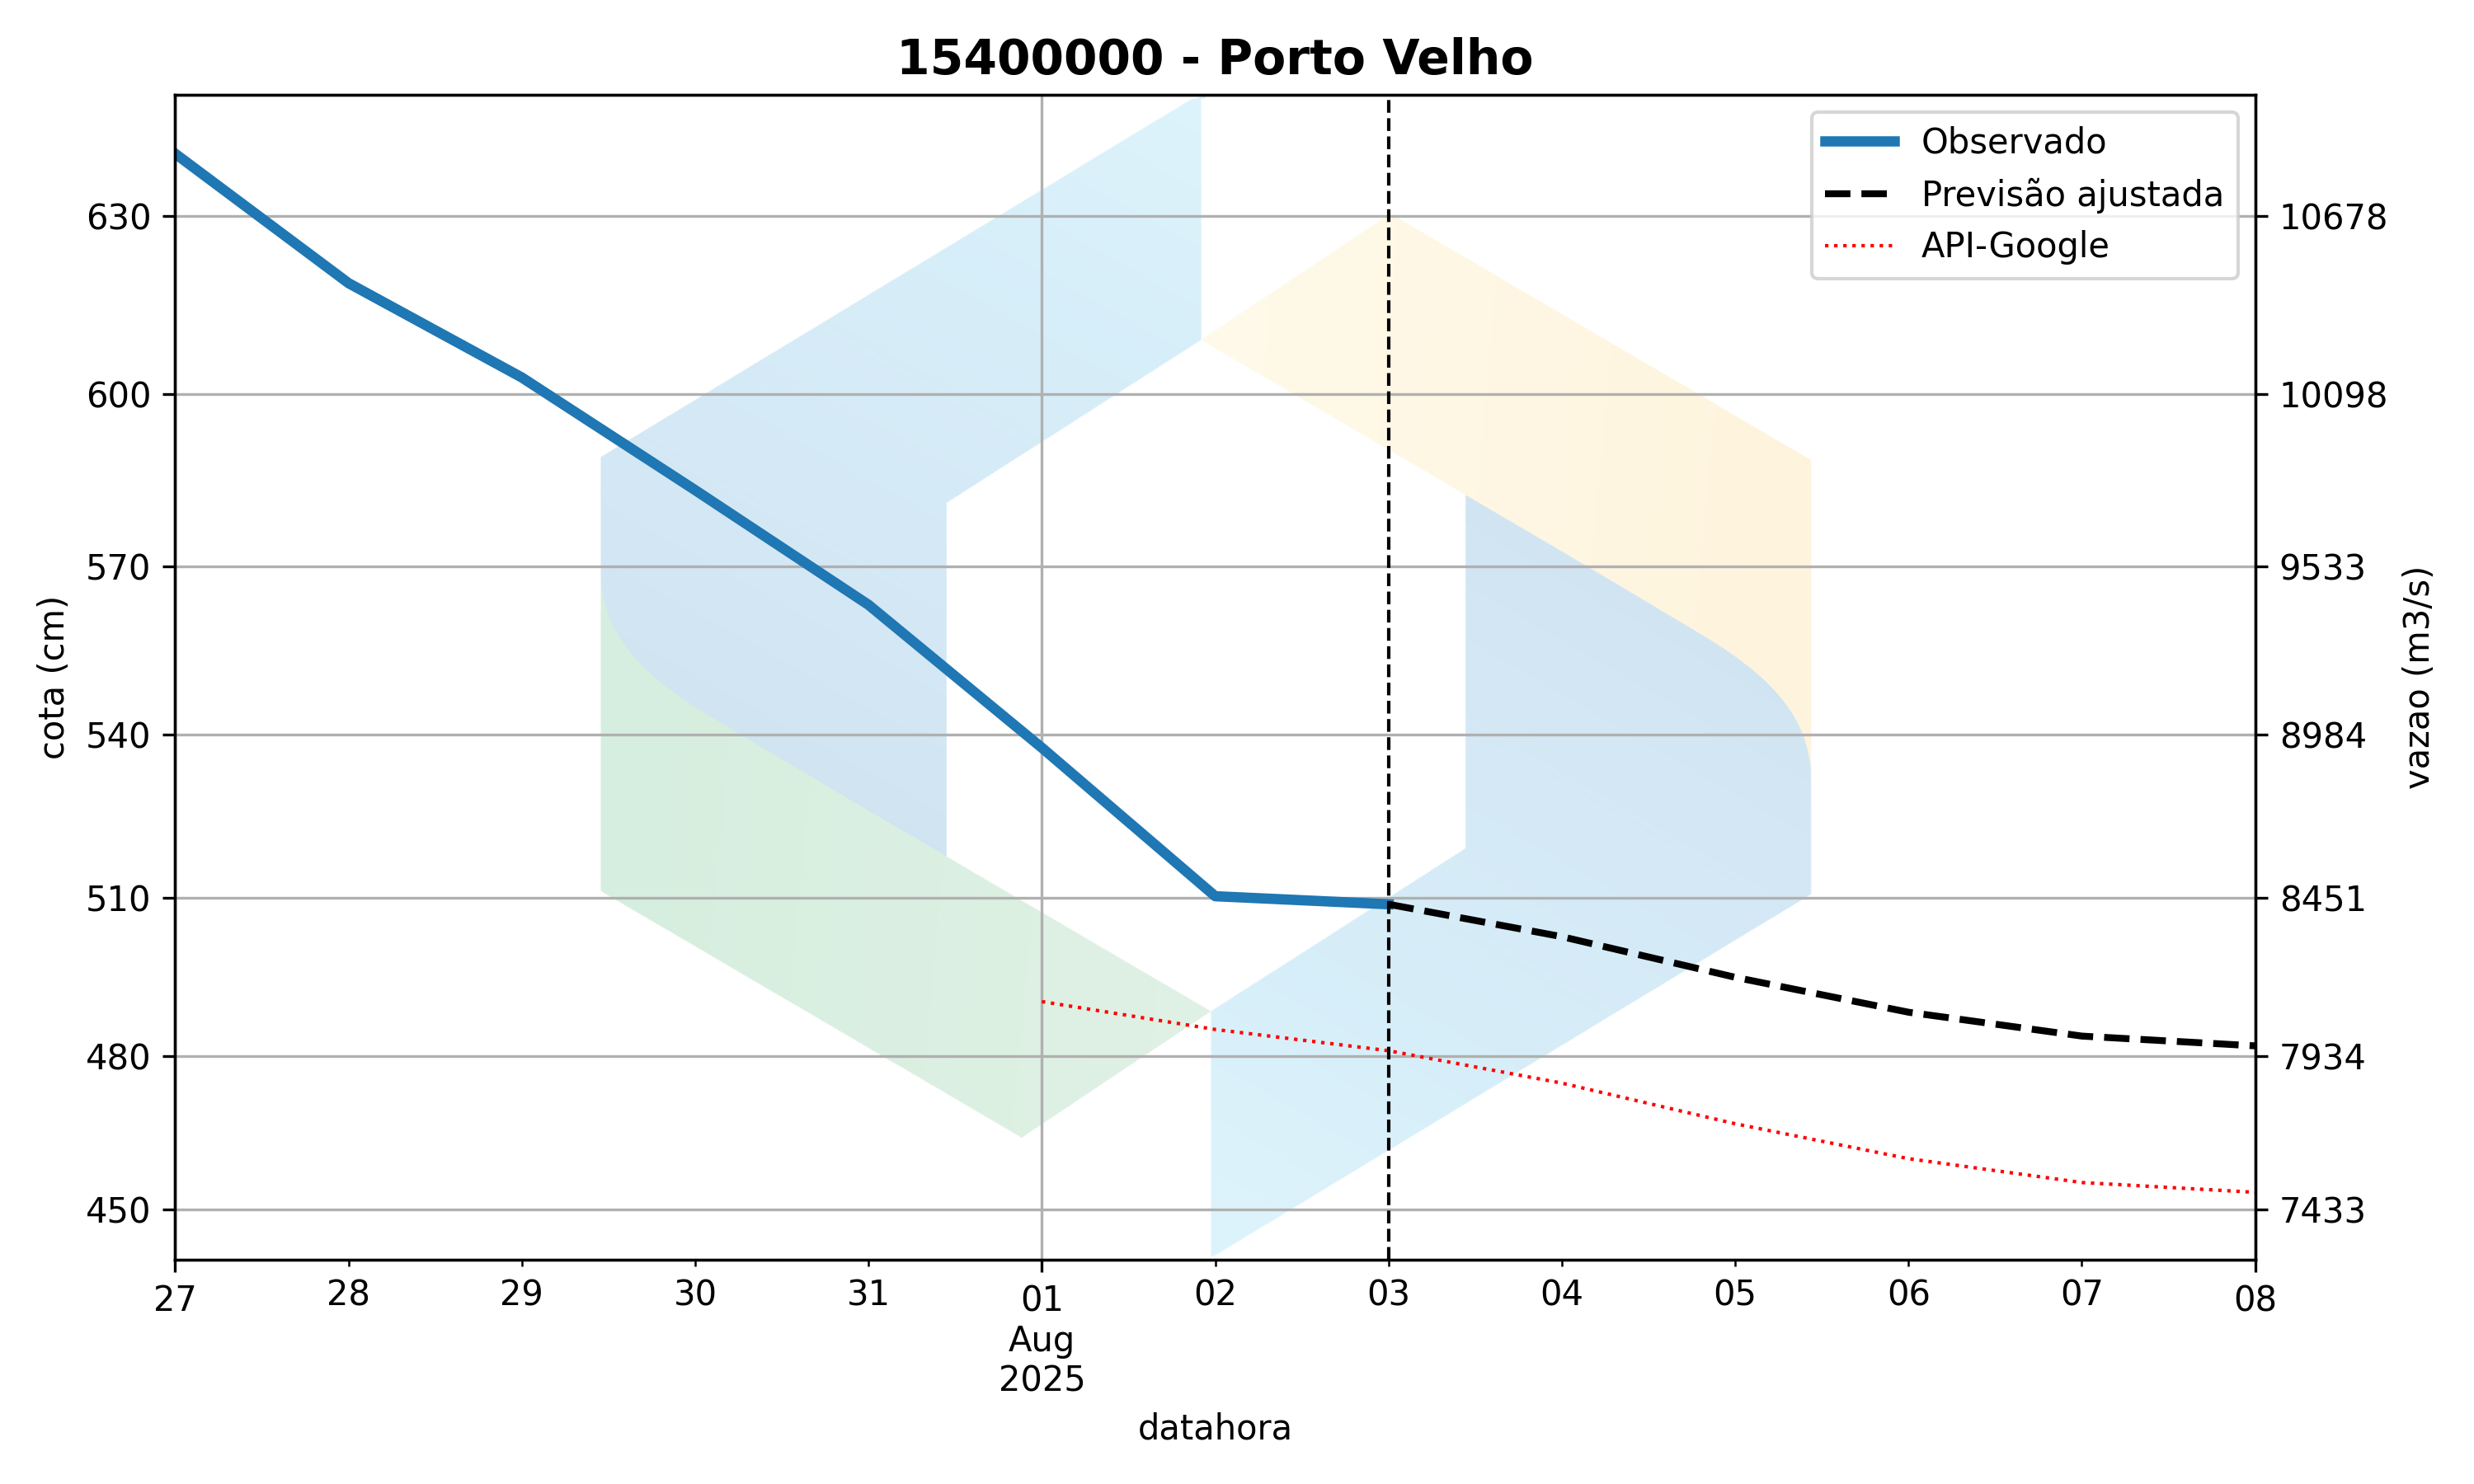 15400000 - Porto Velho
Observado
Previsão ajustada
API-Google
630
600
570
540
510
480
450
cota (cm)
10678
10098
9533
8984
8451
7934
7433
vazao (m3/s)
27 28 29 30 31 01 02 03 04 05 06 07 08
Aug
2025
datahora